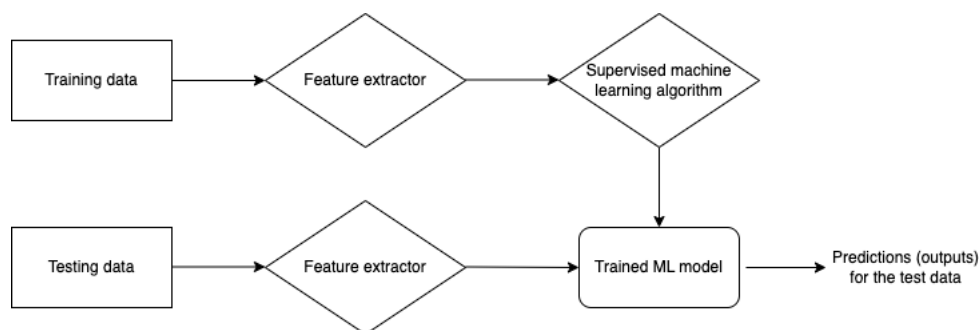 Training data
Feature extractor
Supervised machine
learning algorithm
Testing data
Feature extractor
Trained ML model
Predictions (outputs)
for the test data